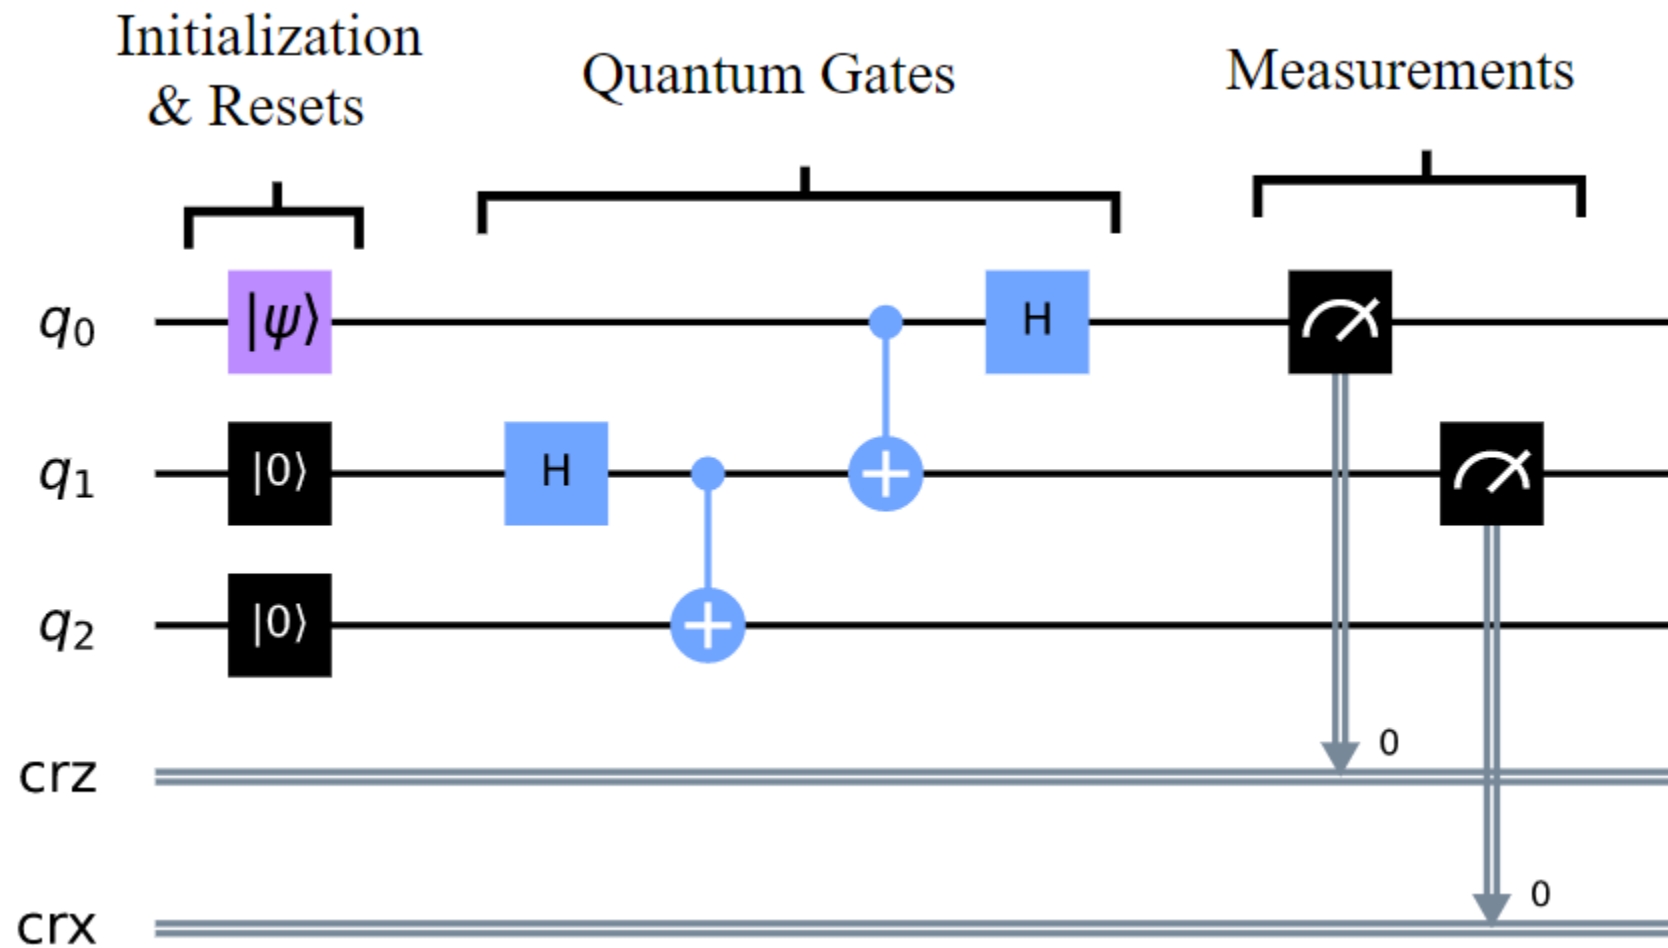 Initialization
& Resets
Quantum Gates
Measurements
q0 |ψ⟩ H
q1 |0⟩ H
q2 |0⟩
crz 0
crx 0